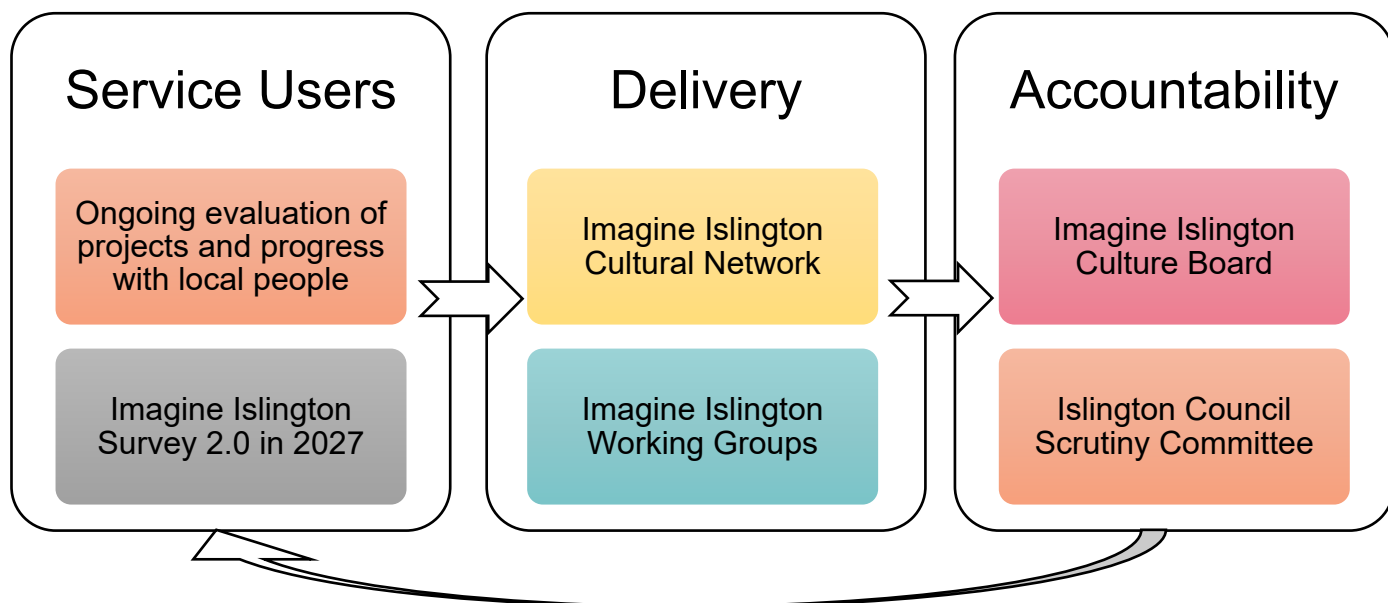 Service Users
Ongoing evaluation of
projects and progress
with local people
Imagine Islington
Survey 2.0 in 2027
Delivery
Imagine Islington
Cultural Network
Imagine Islington
Working Groups
Accountability
Imagine Islington
Culture Board
Islington Council
Scrutiny Committee